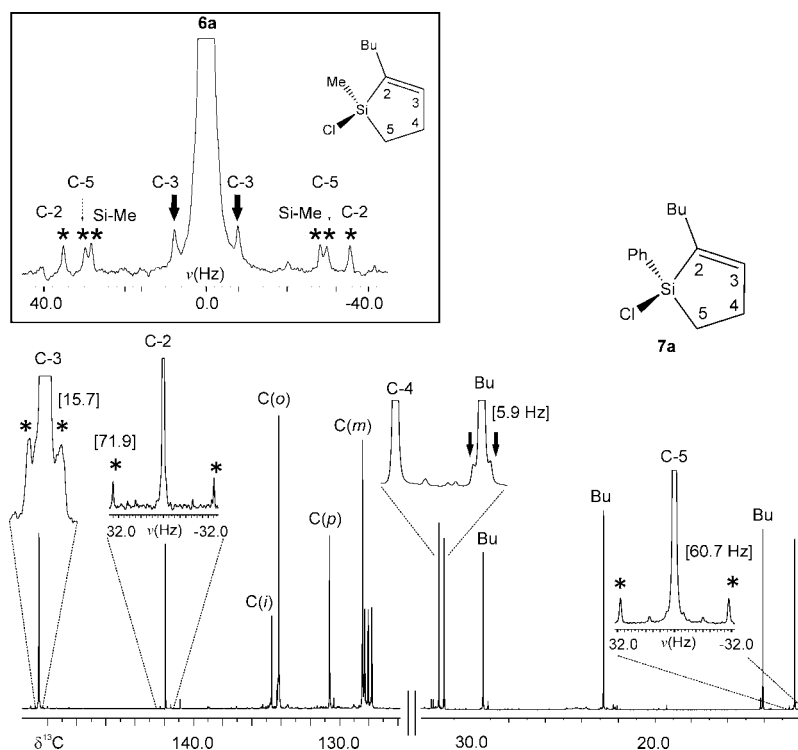 6a
Bu
Me
Si
Cl
2
3
4
5
C-5 C-3 C-3 C-5
C-2 Si-Me Si-Me C-2
* ** ** *
ν(Hz)
40.0 0.0 -40.0
Bu
Ph
Si
Cl
2
3
4
5
7a
C-3
[15.7]
* *
C-2
[71.9]
* *
32.0 ν(Hz) -32.0
C(i)
C(o)
C(p)
C(m)
C-4
Bu
[5.9 Hz]
Bu
Bu
C-5
[60.7 Hz]
* *
32.0 ν(Hz) -32.0
Bu
δ¹³C 140.0 130.0 30.0 20.0